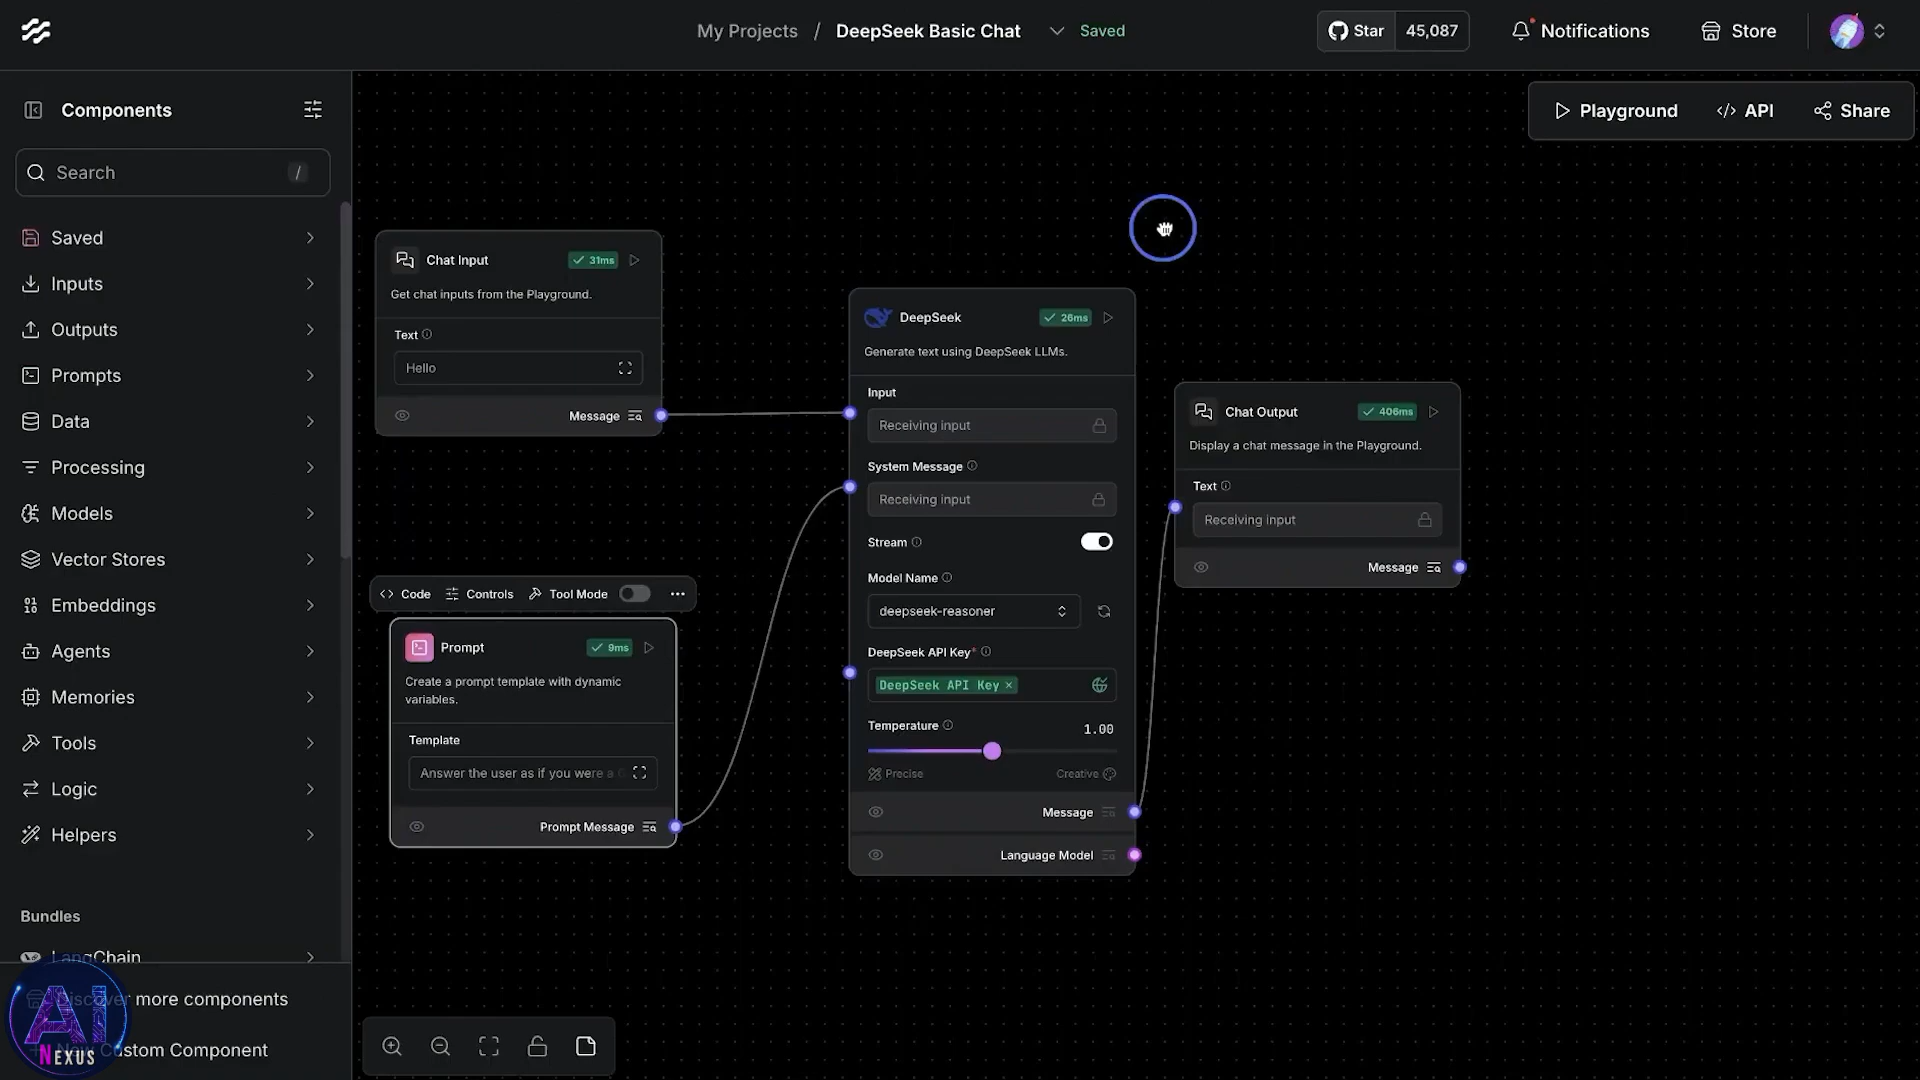 My Projects / DeepSeek Basic Chat Saved
Star 45,087
Notifications
Store
Components
Search /
Saved
Inputs
Outputs
Prompts
Data
Processing
Models
Vector Stores
Embeddings
Agents
Memories
Tools
Logic
Helpers
Bundles
LangChain
more components
Custom Component
AI
NEXUS
Playground
</> API
Share
Chat Input 31ms
Get chat inputs from the Playground.
Text
Hello
Message
Code Controls Tool Mode
Prompt 9ms
Create a prompt template with dynamic
variables.
Template
Answer the user as if you were a
Prompt Message
DeepSeek 26ms
Generate text using DeepSeek LLMs.
Input
Receiving input
System Message
Receiving input
Stream
Model Name
deepseek-reasoner
DeepSeek API Key*
DeepSeek API Key ×
Temperature 1.00
Precise Creative
Message
Language Model
Chat Output 406ms
Display a chat message in the Playground.
Text
Receiving input
Message